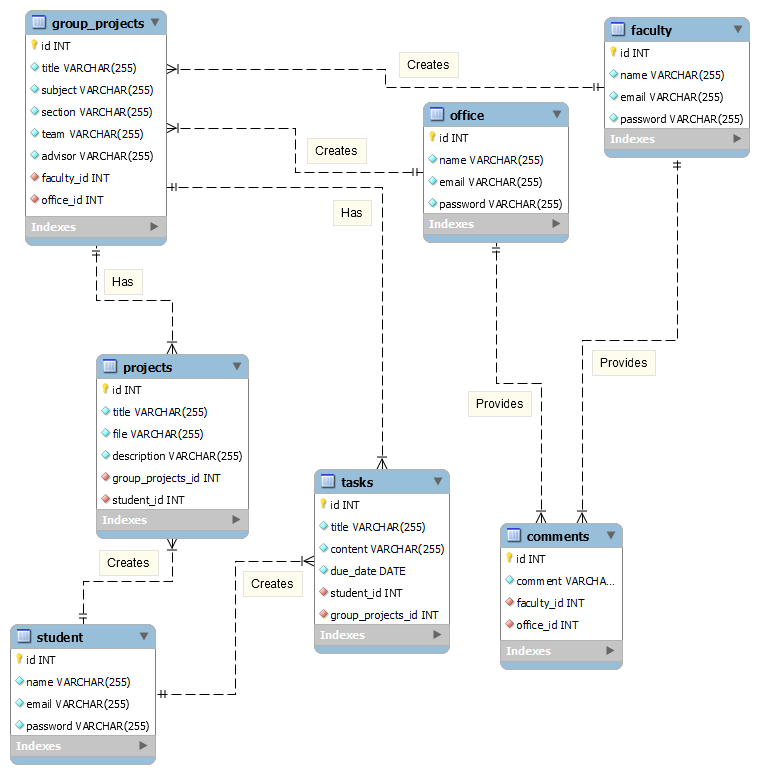 group_projects
id INT
title VARCHAR(255)
subject VARCHAR(255)
section VARCHAR(255)
team VARCHAR(255)
advisor VARCHAR(255)
faculty_id INT
office_id INT
Indexes
Creates
faculty
id INT
name VARCHAR(255)
email VARCHAR(255)
password VARCHAR(255)
Indexes
Creates
office
id INT
name VARCHAR(255)
email VARCHAR(255)
password VARCHAR(255)
Indexes
Has
Has
Provides
Provides
projects
id INT
title VARCHAR(255)
file VARCHAR(255)
description VARCHAR(255)
group_projects_id INT
student_id INT
Indexes
Creates
Creates
tasks
id INT
title VARCHAR(255)
content VARCHAR(255)
due_date DATE
student_id INT
group_projects_id INT
Indexes
comments
id INT
comment VARCHA...
faculty_id INT
office_id INT
Indexes
student
id INT
name VARCHAR(255)
email VARCHAR(255)
password VARCHAR(255)
Indexes